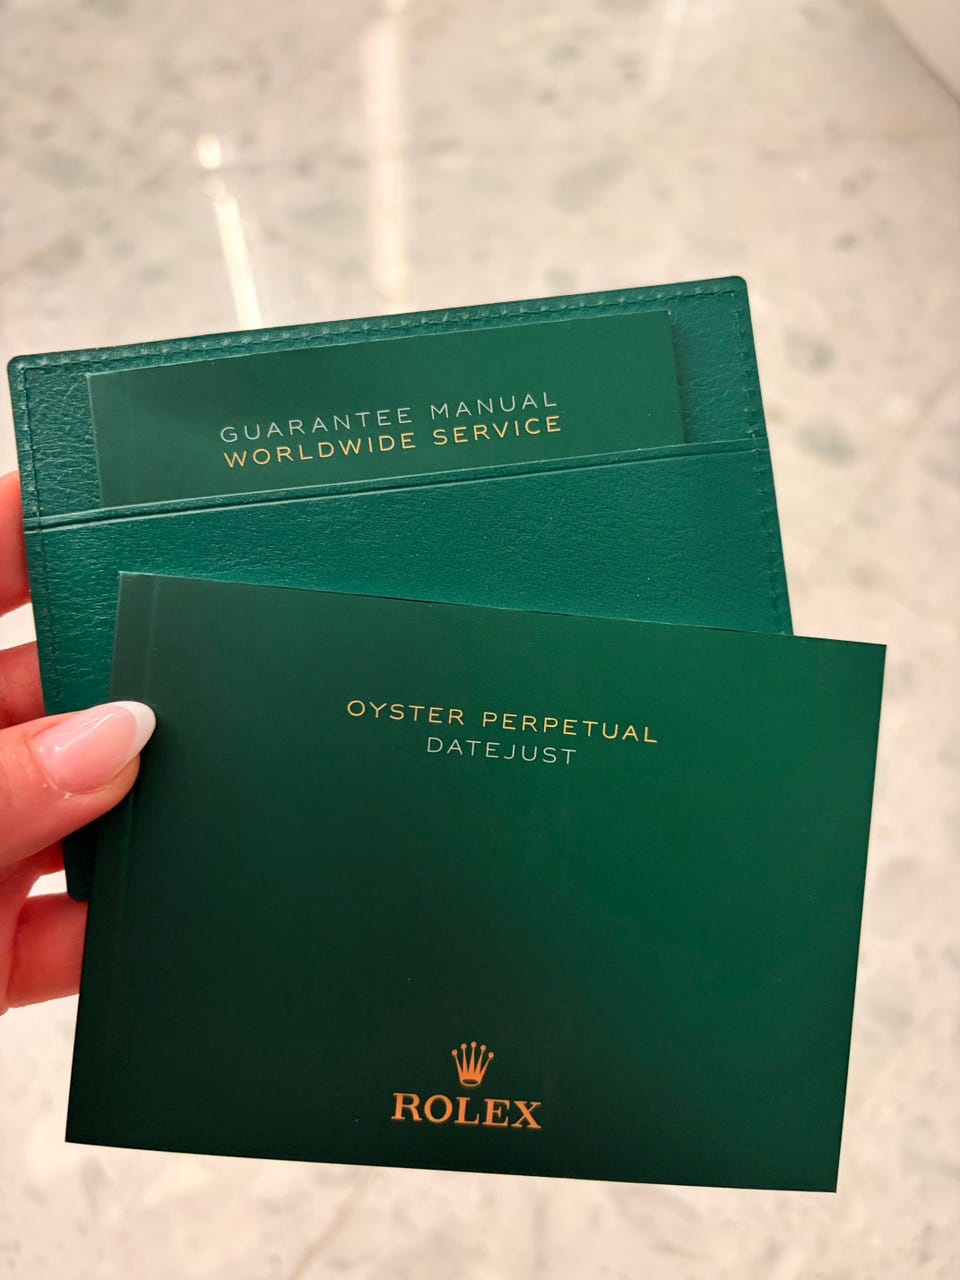 GUARANTEE MANUAL
WORLDWIDE SERVICE
OYSTER PERPETUAL
DATEJUST
ROLEX